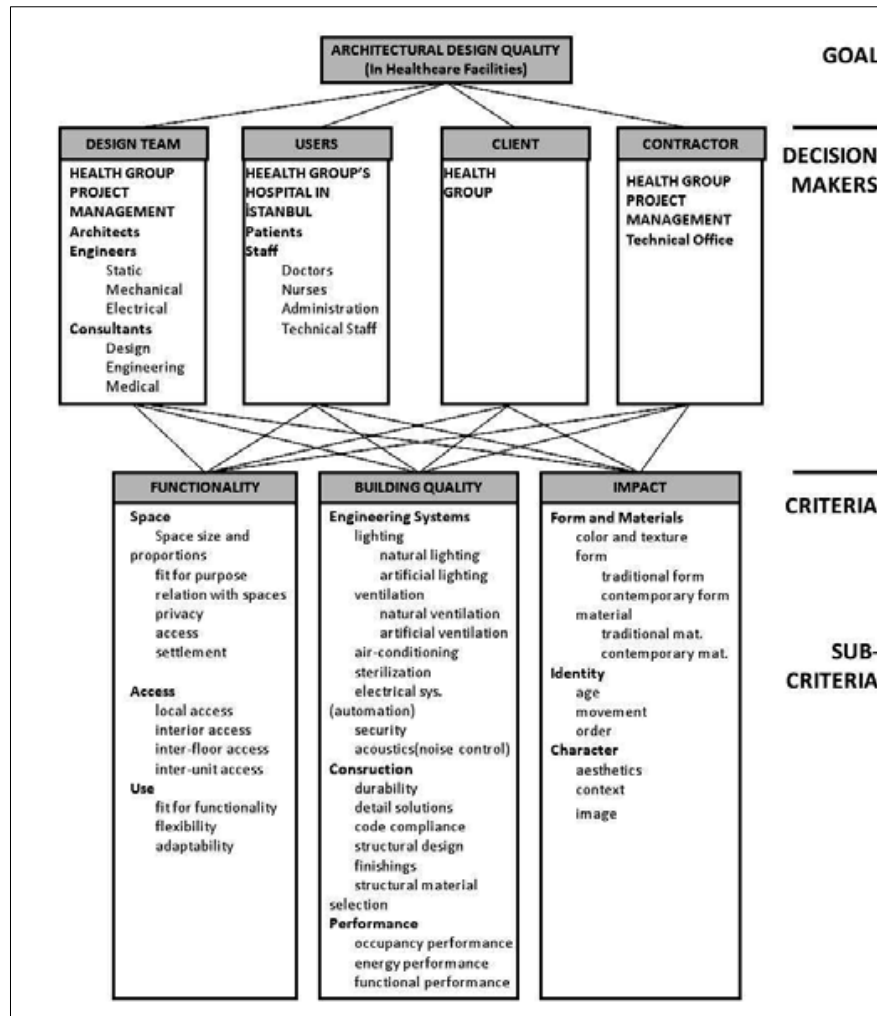 ARCHITECTURAL DESIGN QUALITY
(In Healthcare Facilities)
GOAL
DESIGN TEAM
HEALTH GROUP
PROJECT
MANAGEMENT
Architects
Engineers
Static
Mechanical
Electrical
Consultants
Design
Engineering
Medical
USERS
HEEALTH GROUP'S
HOSPITAL IN
İSTANBUL
Patients
Staff
Doctors
Nurses
Administration
Technical Staff
CLIENT
HEALTH
GROUP
CONTRACTOR
HEALTH GROUP
PROJECT
MANAGEMENT
Technical Office
DECISION
MAKERS
FUNCTIONALITY
Space
Space size and
proportions
fit for purpose
relation with spaces
privacy
access
settlement
Access
local access
interior access
inter-floor access
inter-unit access
Use
fit for functionality
flexibility
adaptability
BUILDING QUALITY
Engineering Systems
lighting
natural lighting
artificial lighting
ventilation
natural ventilation
artificial ventilation
air-conditioning
sterilization
electrical sys.
(automation)
security
acoustics(noise control)
Consruction
durability
detail solutions
code compliance
structural design
finishings
structural material
selection
Performance
occupancy performance
energy performance
functional performance
IMPACT
Form and Materials
color and texture
form
traditional form
contemporary form
material
traditional mat.
contemporary mat.
Identity
age
movement
order
Character
aesthetics
context
image
CRITERIA
SUB-
CRITERIA